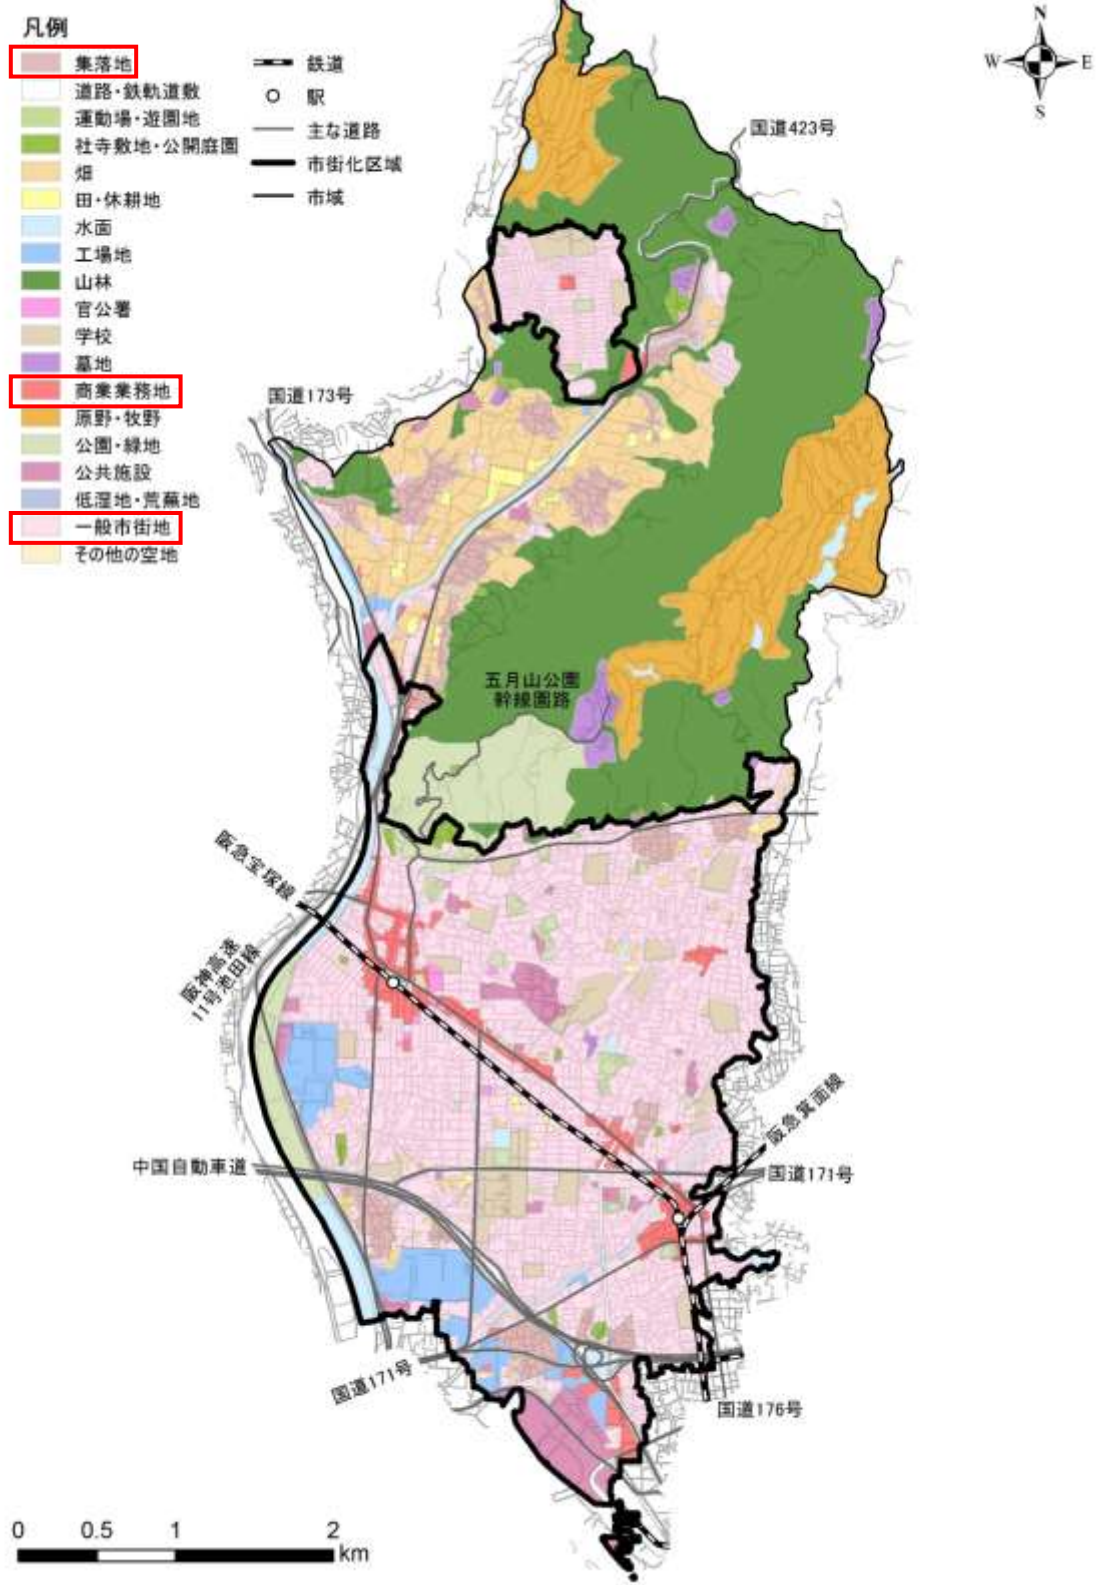 凡例
集落地
道路・鉄軌道敷
運動場・遊園地
社寺敷地・公開庭園
畑
田・休耕地
水面
工場地
山林
官公署
学校
墓地
商業業務地
原野・牧野
公園・緑地
公共施設
低湿地・荒蕪地
一般市街地
その他の空地
鉄道
駅
主な道路
市街化区域
市域
N
W
E
S
国道423号
国道173号
五月山公園
幹線園路
阪急宝塚線
阪神高速
11号池田線
阪急箕面線
中国自動車道
国道171号
国道171号
国道176号
0 0.5 1 2
km